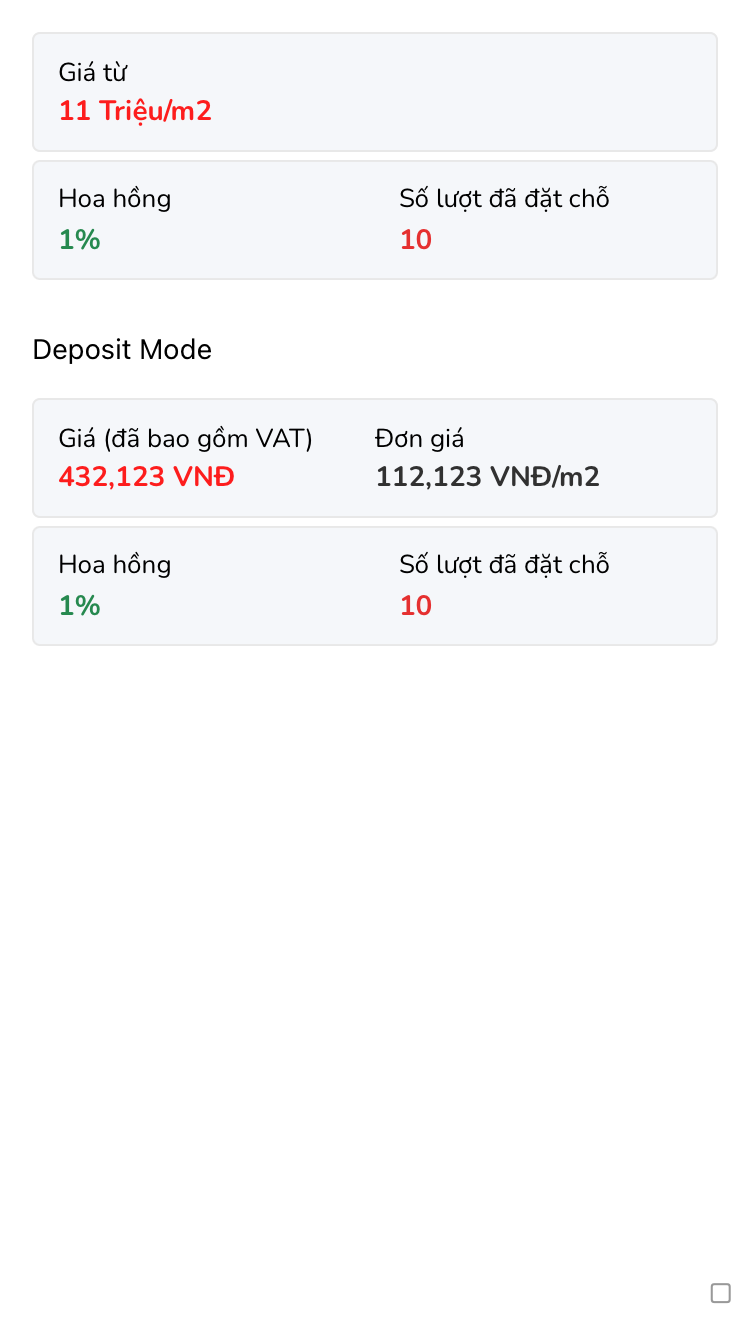 Giá từ
11 Triệu/m2
Hoa hồng Số lượt đã đặt chỗ
1% 10
Deposit Mode
Giá (đã bao gồm VAT) Đơn giá
432,123 VNĐ 112,123 VNĐ/m2
Hoa hồng Số lượt đã đặt chỗ
1% 10